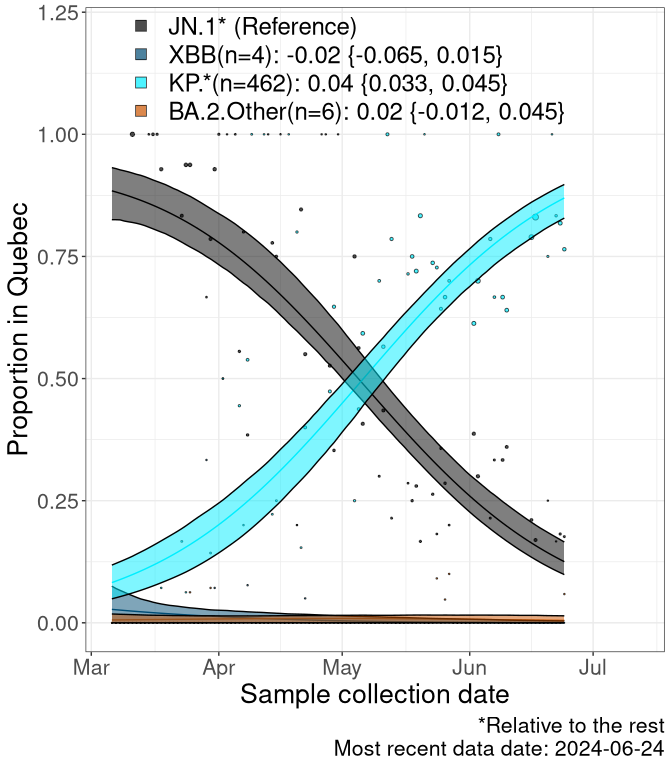 1.25
1.00
0.75
0.50
0.25
0.00
Proportion in Quebec
JN.1* (Reference)
XBB(n=4): -0.02 {-0.065, 0.015}
KP.*(n=462): 0.04 {0.033, 0.045}
BA.2.Other(n=6): 0.02 {-0.012, 0.045}
Mar Apr May Jun Jul
Sample collection date
*Relative to the rest
Most recent data date: 2024-06-24